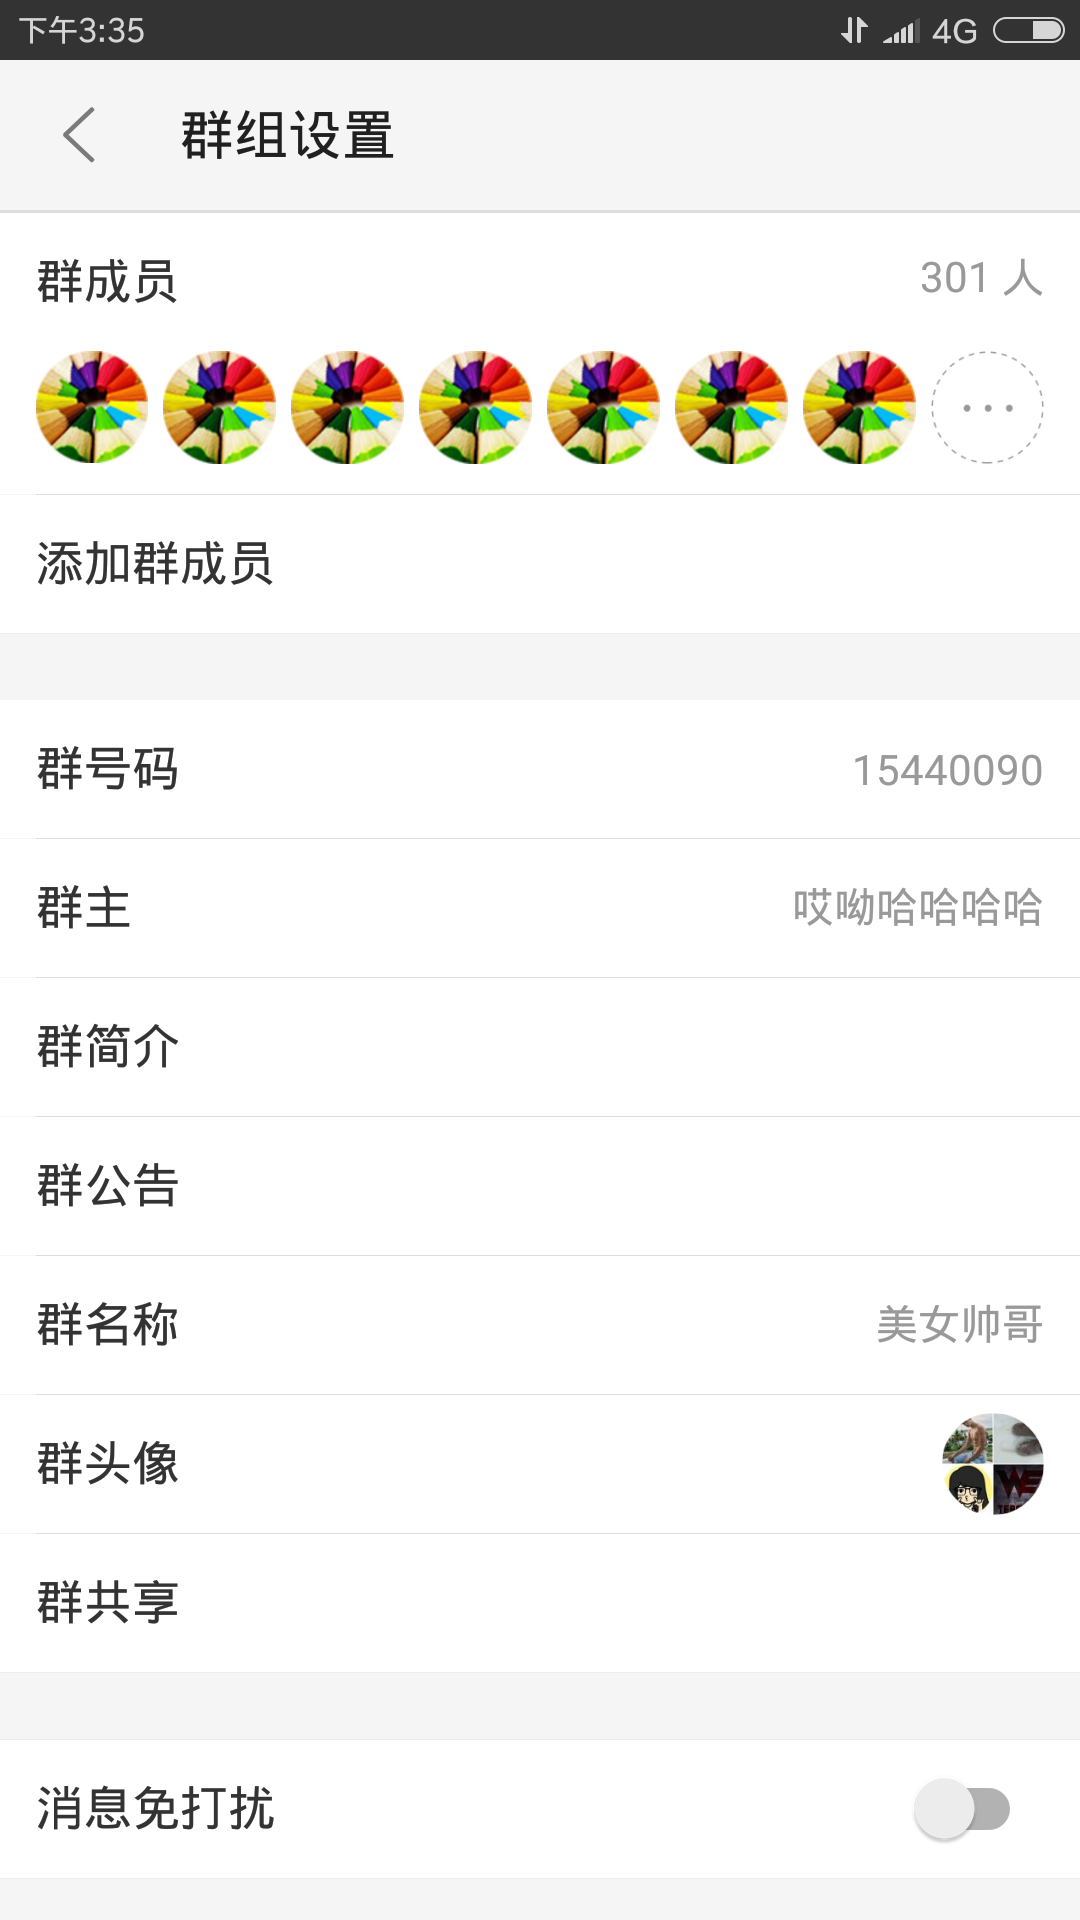 下午3:35
4G
群组设置
群成员
301 人
添加群成员
群号码
15440090
群主
哎呦哈哈哈哈
群简介
群公告
群名称
美女帅哥
群头像
群共享
消息免打扰